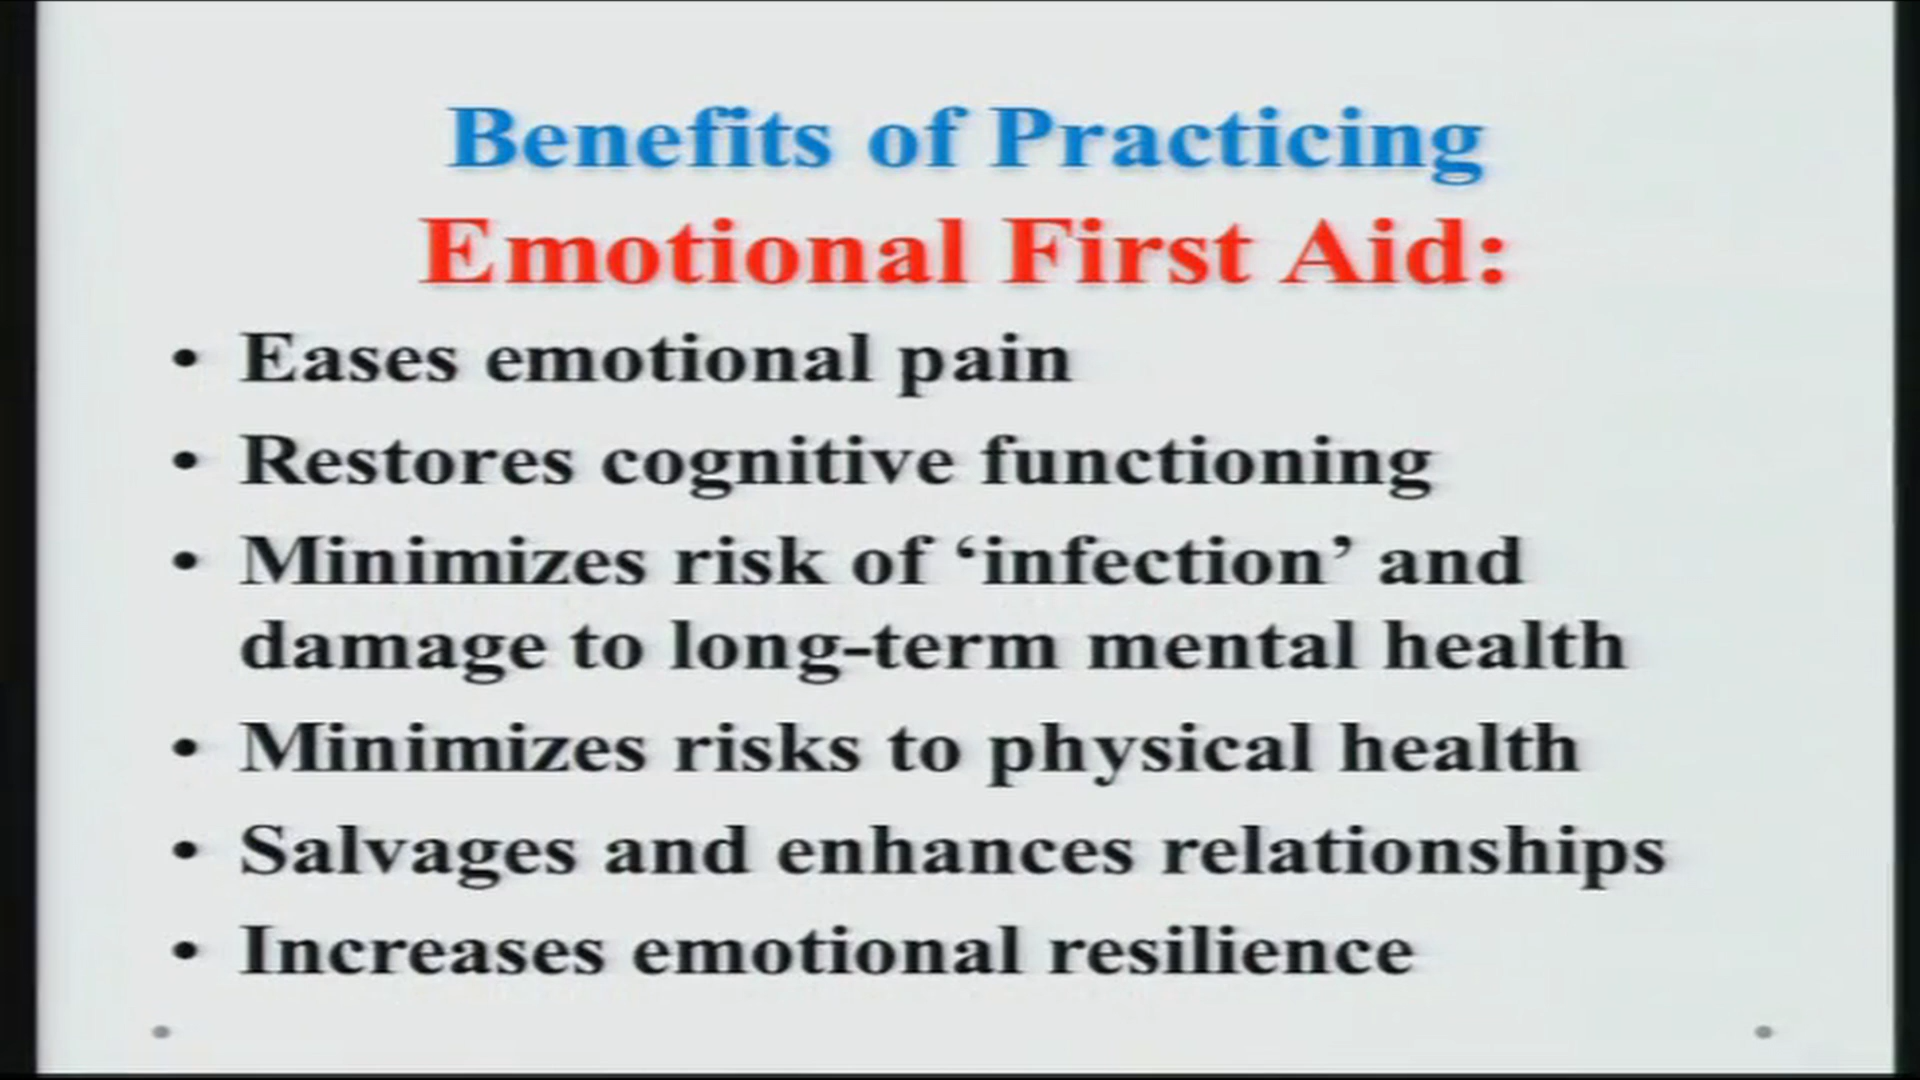 Benefits of Practicing
Emotional First Aid:
• Eases emotional pain
• Restores cognitive functioning
• Minimizes risk of ‘infection’ and
damage to long-term mental health
• Minimizes risks to physical health
• Salvages and enhances relationships
• Increases emotional resilience